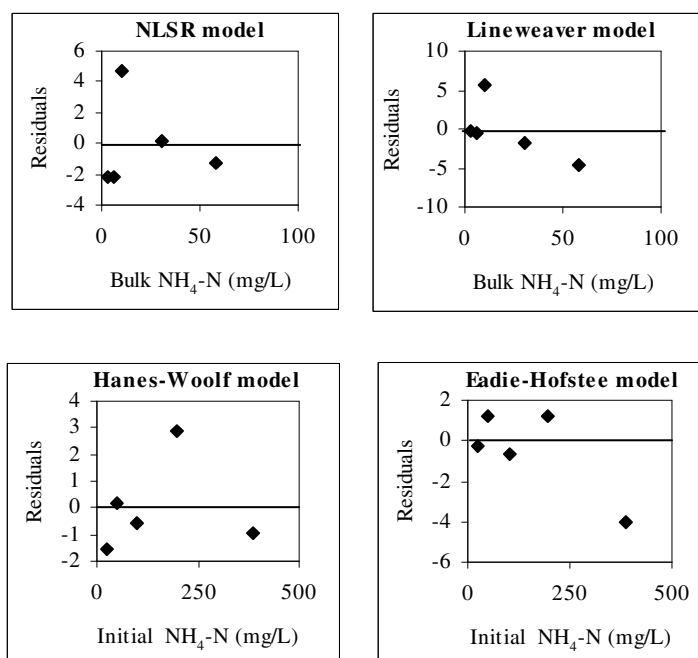 NLSR model
6
4
2
0
-2
-4
Residuals
0 50 100
Bulk NH4-N (mg/L)
Lineweaver model
10
5
0
-5
-10
Residuals
0 50 100
Bulk NH4-N (mg/L)
Hanes-Woolf model
4
3
2
1
0
-1
-2
Residuals
0 250 500
Initial NH4-N (mg/L)
Eadie-Hofstee model
2
0
-2
-4
-6
Residuals
0 250 500
Initial NH4-N (mg/L)